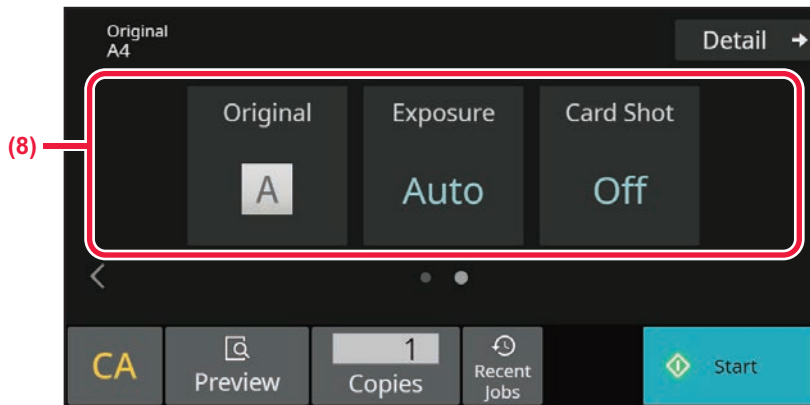 Original
A4
Detail
(8)
Original
Exposure
Card Shot
A
Auto
Off
CA
Preview
1
Copies
Recent
Jobs
Start